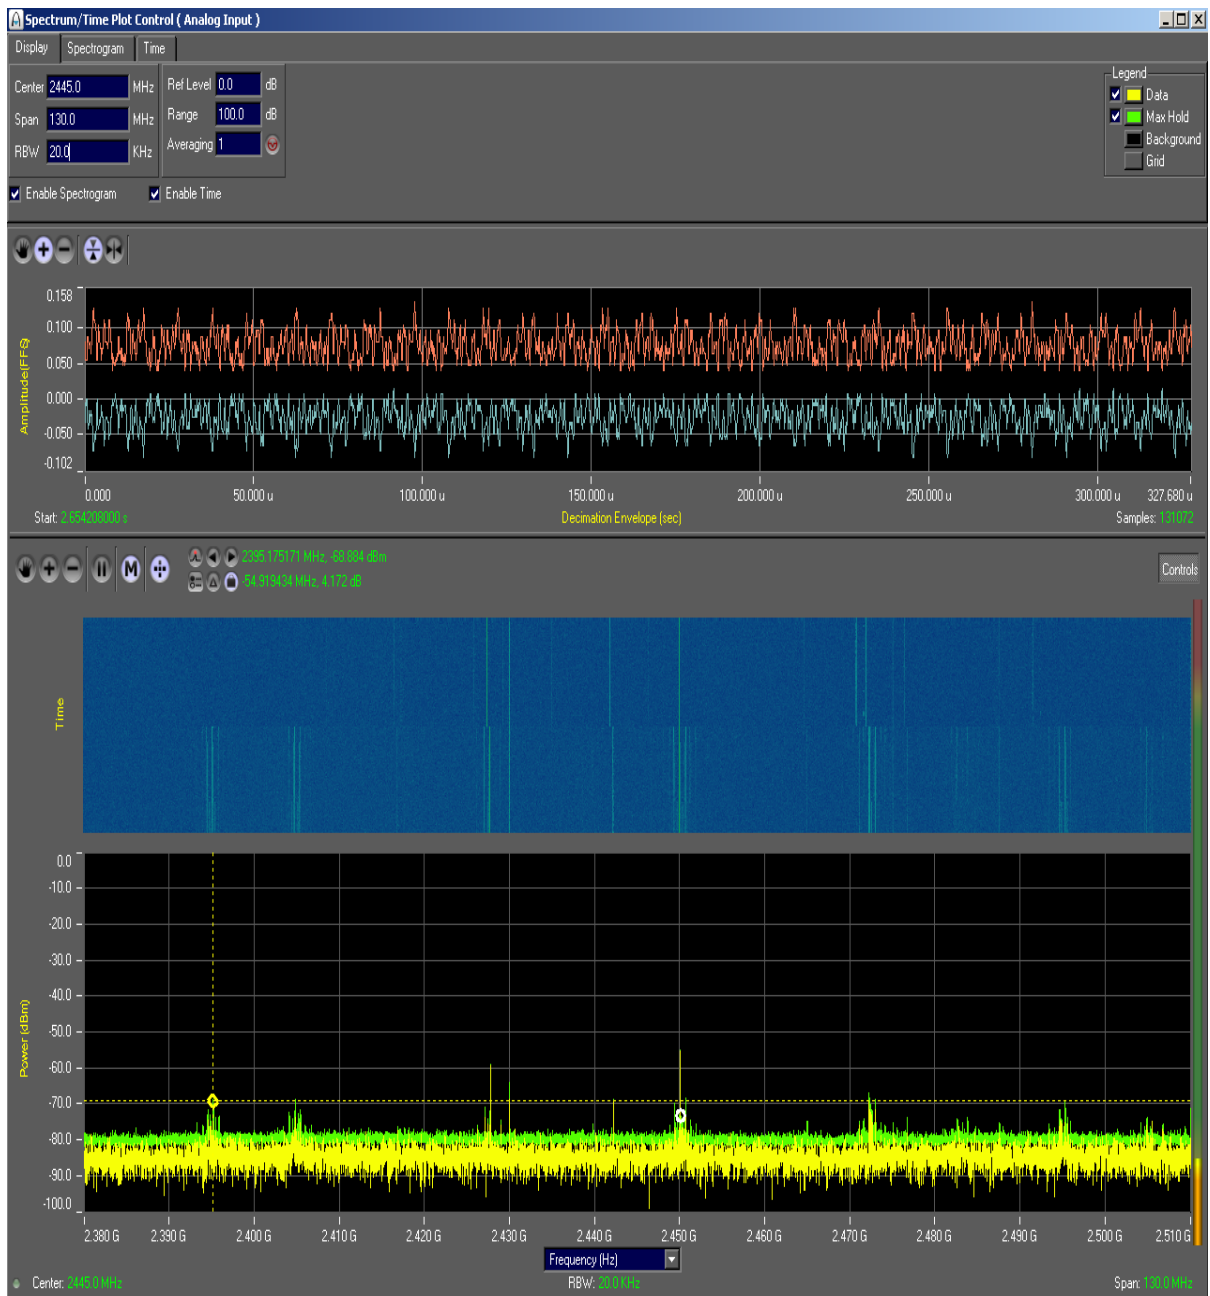 Spectrum/Time Plot Control ( Analog Input )
Display Spectrogram Time
Center 2445.0 MHz Ref Level 0.0 dB
Span 130.0 MHz Range 100.0 dB
RBW 20.0 KHz Averaging 1
Legend
Data
Max Hold
Background
Grid
Enable Spectrogram Enable Time
Amplitude(FFS)
0.158
0.100
0.050
0.000
-0.050
-0.102
0.000 50.000 u 100.000 u 150.000 u 200.000 u 250.000 u 300.000 u 327.680 u
Start: 2.654208000 s Decimation Envelope (sec) Samples: 131072
M
2395.175171 MHz, -68.884 dBm
-54.919434 MHz, 4.172 dB
Controls
Time
Power (dBm)
0.0
-10.0
-20.0
-30.0
-40.0
-50.0
-60.0
-70.0
-80.0
-90.0
-100.0
2.380 G 2.390 G 2.400 G 2.410 G 2.420 G 2.430 G 2.440 G 2.450 G 2.460 G 2.470 G 2.480 G 2.490 G 2.500 G 2.510 G
Frequency (Hz)
Center: 2445.0 MHz RBW: 20.0 KHz Span: 130.0 MHz